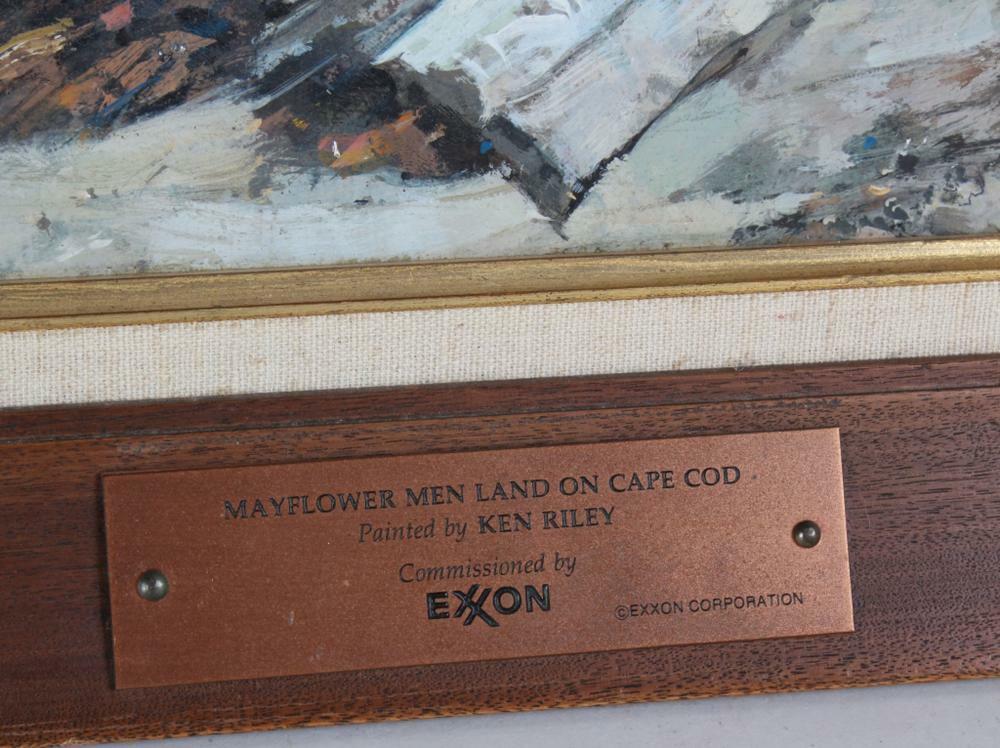 MAYFLOWER MEN LAND ON CAPE COD
Painted by KEN RILEY
Commissioned by
EXXON
©EXXON CORPORATION